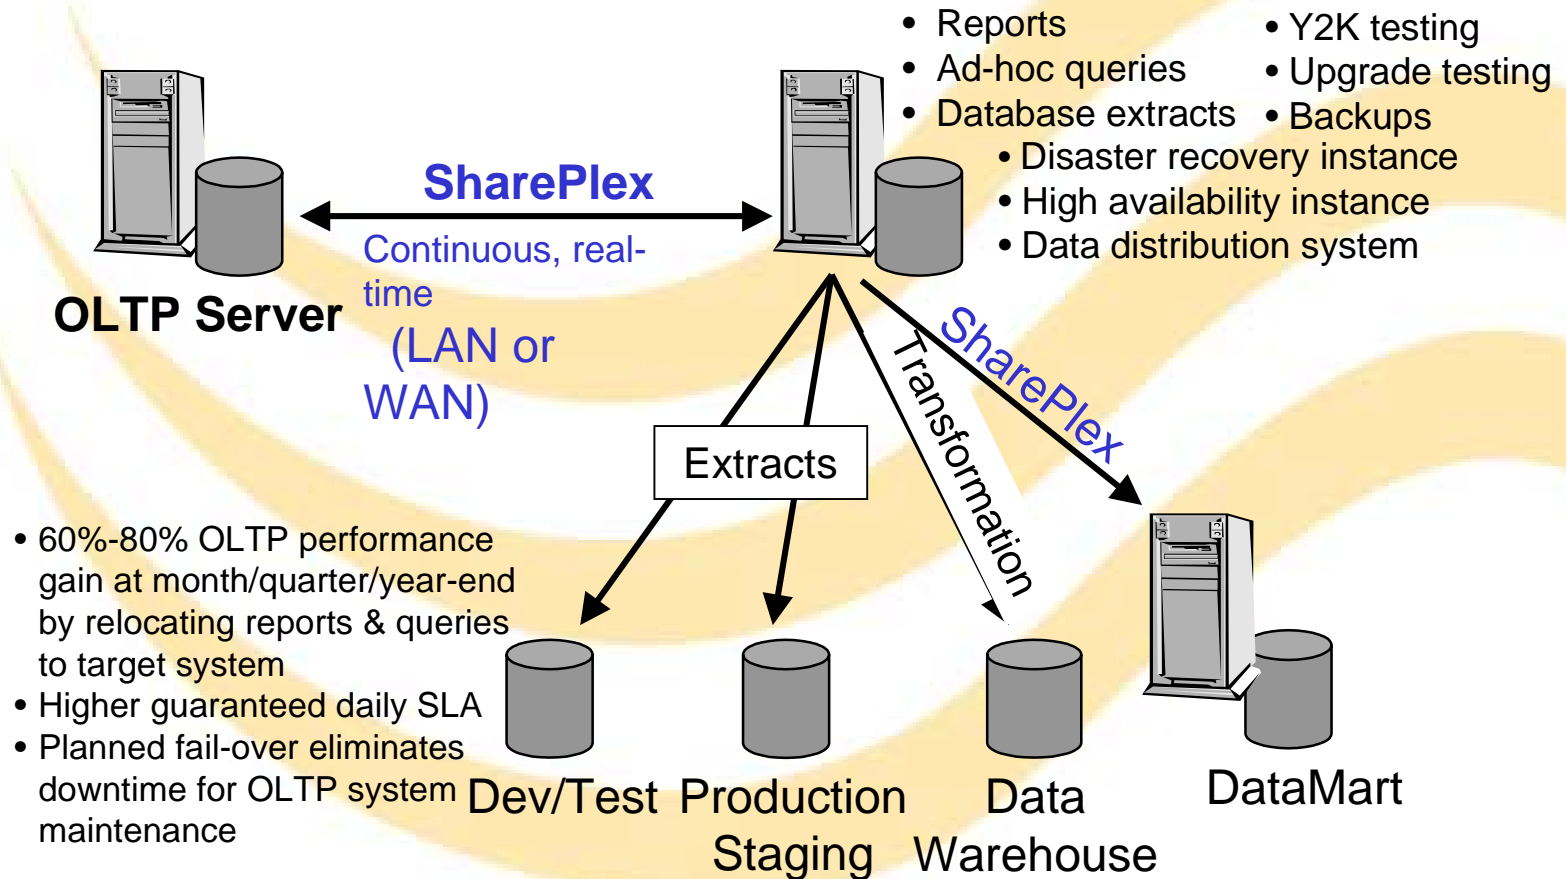 • Reports
• Ad-hoc queries
• Database extracts
• Y2K testing
• Upgrade testing
• Backups
• Disaster recovery instance
• High availability instance
• Data distribution system
SharePlex
Continuous, real-
time
(LAN or
WAN)
OLTP Server
SharePlex
Transformation
Extracts
• 60%-80% OLTP performance
gain at month/quarter/year-end
by relocating reports & queries
to target system
• Higher guaranteed daily SLA
• Planned fail-over eliminates
downtime for OLTP system
maintenance
Dev/Test
Production
Staging
Data
Warehouse
DataMart